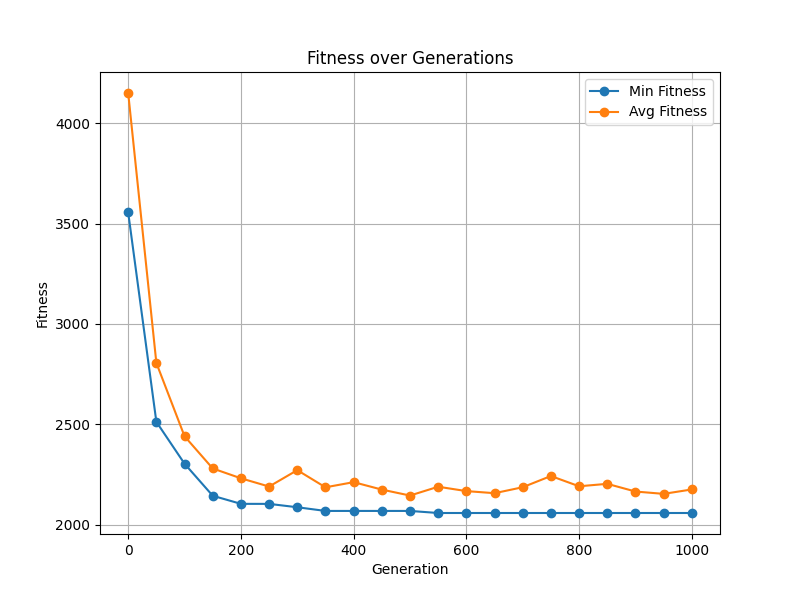 Fitness over Generations
Min Fitness
Avg Fitness
4000
3500
3000
2500
2000
Fitness
0 200 400 600 800 1000
Generation